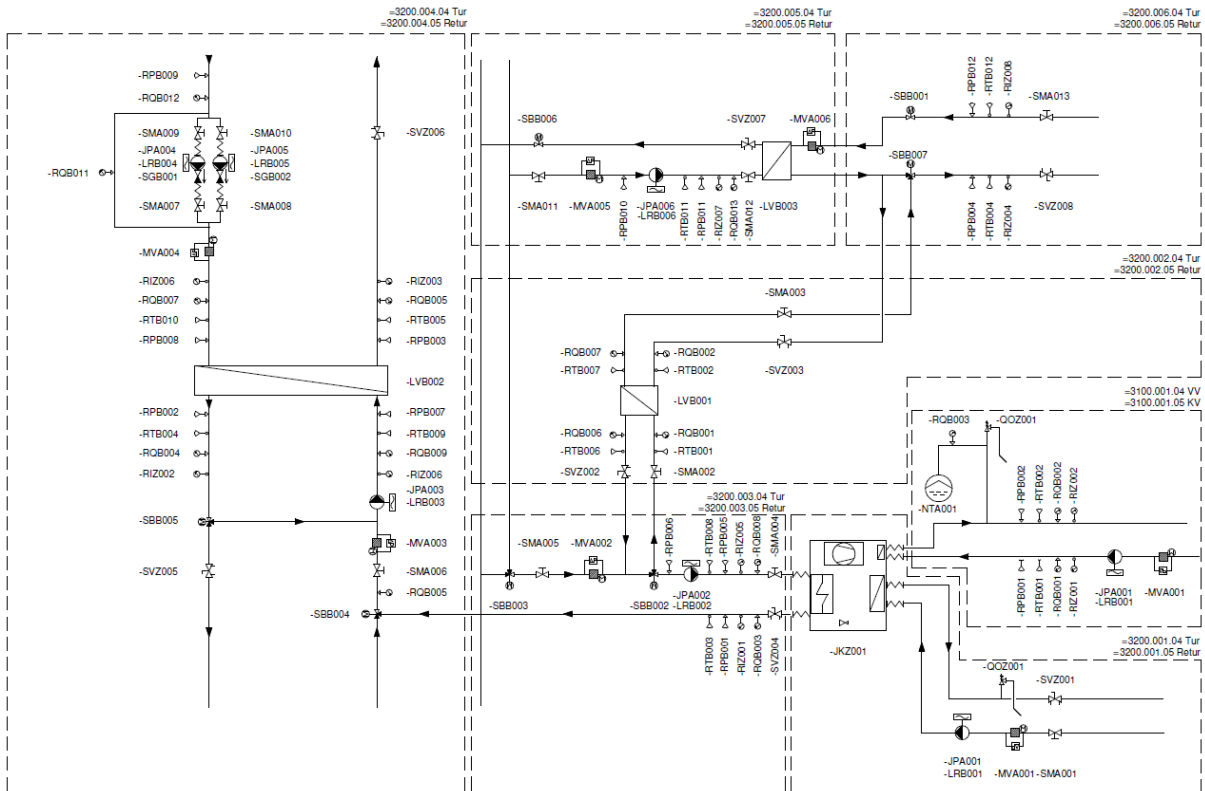 =3200.004.04 Tur
=3200.004.05 Retur
-RPB009
-RQB012
-SMA009
-SMA010
-JPA004
-JPA005
-LRB004
-LRB005
-SGB001
-SGB002
-RQB011
-SMA007
-SMA008
-SVZ006
-MVA004
-RIZ006
-RIZ003
-RQB007
-RQB005
-RTB010
-RTB005
-RPB008
-RPB003
-LVB002
-RPB002
-RPB007
-RTB004
-RTB009
-RQB004
-RQB009
-RIZ002
-RIZ006
-JPA003
-LRB003
-SBB005
-MVA003
-SVZ005
-SMA006
-RQB005
-SBB004
=3200.005.04 Tur
=3200.005.05 Retur
-SBB006
-SVZ007
-MVA006
-SMA011
-MVA005
-RPB010
-JPA006
-LRB006
-RTB011
-RPB011
-RIZ007
-RQB013
-SMA012
-LVB003
=3200.006.04 Tur
=3200.006.05 Retur
-SBB001
-RPB012
-RTB012
-RIZ008
-SMA013
-SBB007
-RPB004
-RTB004
-RIZ004
-SVZ008
=3200.002.04 Tur
=3200.002.05 Retur
-SMA003
-SVZ003
-RQB007
-RQB002
-RTB007
-RTB002
-LVB001
-RQB006
-RQB001
-RTB006
-RTB001
-SVZ002
-SMA002
=3100.001.04 VV
=3100.001.05 KV
-RQB003
-QOZ001
-NTA001
-RPB002
-RTB002
-RQB002
-RIZ002
-RPB001
-RTB001
-RQB001
-RIZ001
-JPA001
-LRB001
-MVA001
=3200.003.04 Tur
=3200.003.05 Retur
-SMA005
-MVA002
-RPB006
-RTB008
-RPB005
-RIZ005
-RQB008
-SMA004
-SBB003
-SBB002
-JPA002
-LRB002
-RTB003
-RPB001
-RIZ001
-RQB003
-SVZ004
-JKZ001
=3200.001.04 Tur
=3200.001.05 Retur
-QOZ001
-SVZ001
-JPA001
-LRB001
-MVA001
-SMA001